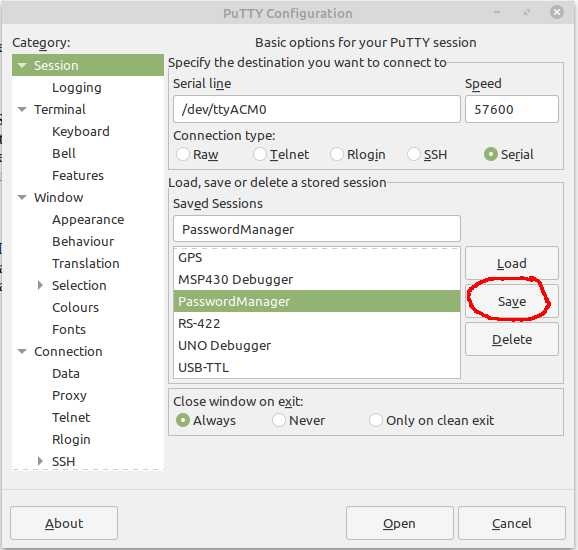 PuTTY Configuration
Category:
Basic options for your PuTTY session
Session
Logging
Terminal
Keyboard
Bell
Features
Window
Appearance
Behaviour
Translation
Selection
Colours
Fonts
Connection
Data
Proxy
Telnet
Rlogin
SSH
Specify the destination you want to connect to
Serial line Speed
/dev/ttyACM0 57600
Connection type:
Raw Telnet Rlogin SSH Serial
Load, save or delete a stored session
Saved Sessions
PasswordManager
GPS
MSP430 Debugger
PasswordManager
RS-422
UNO Debugger
USB-TTL
Load
Save
Delete
Close window on exit:
Always Never Only on clean exit
About Open Cancel